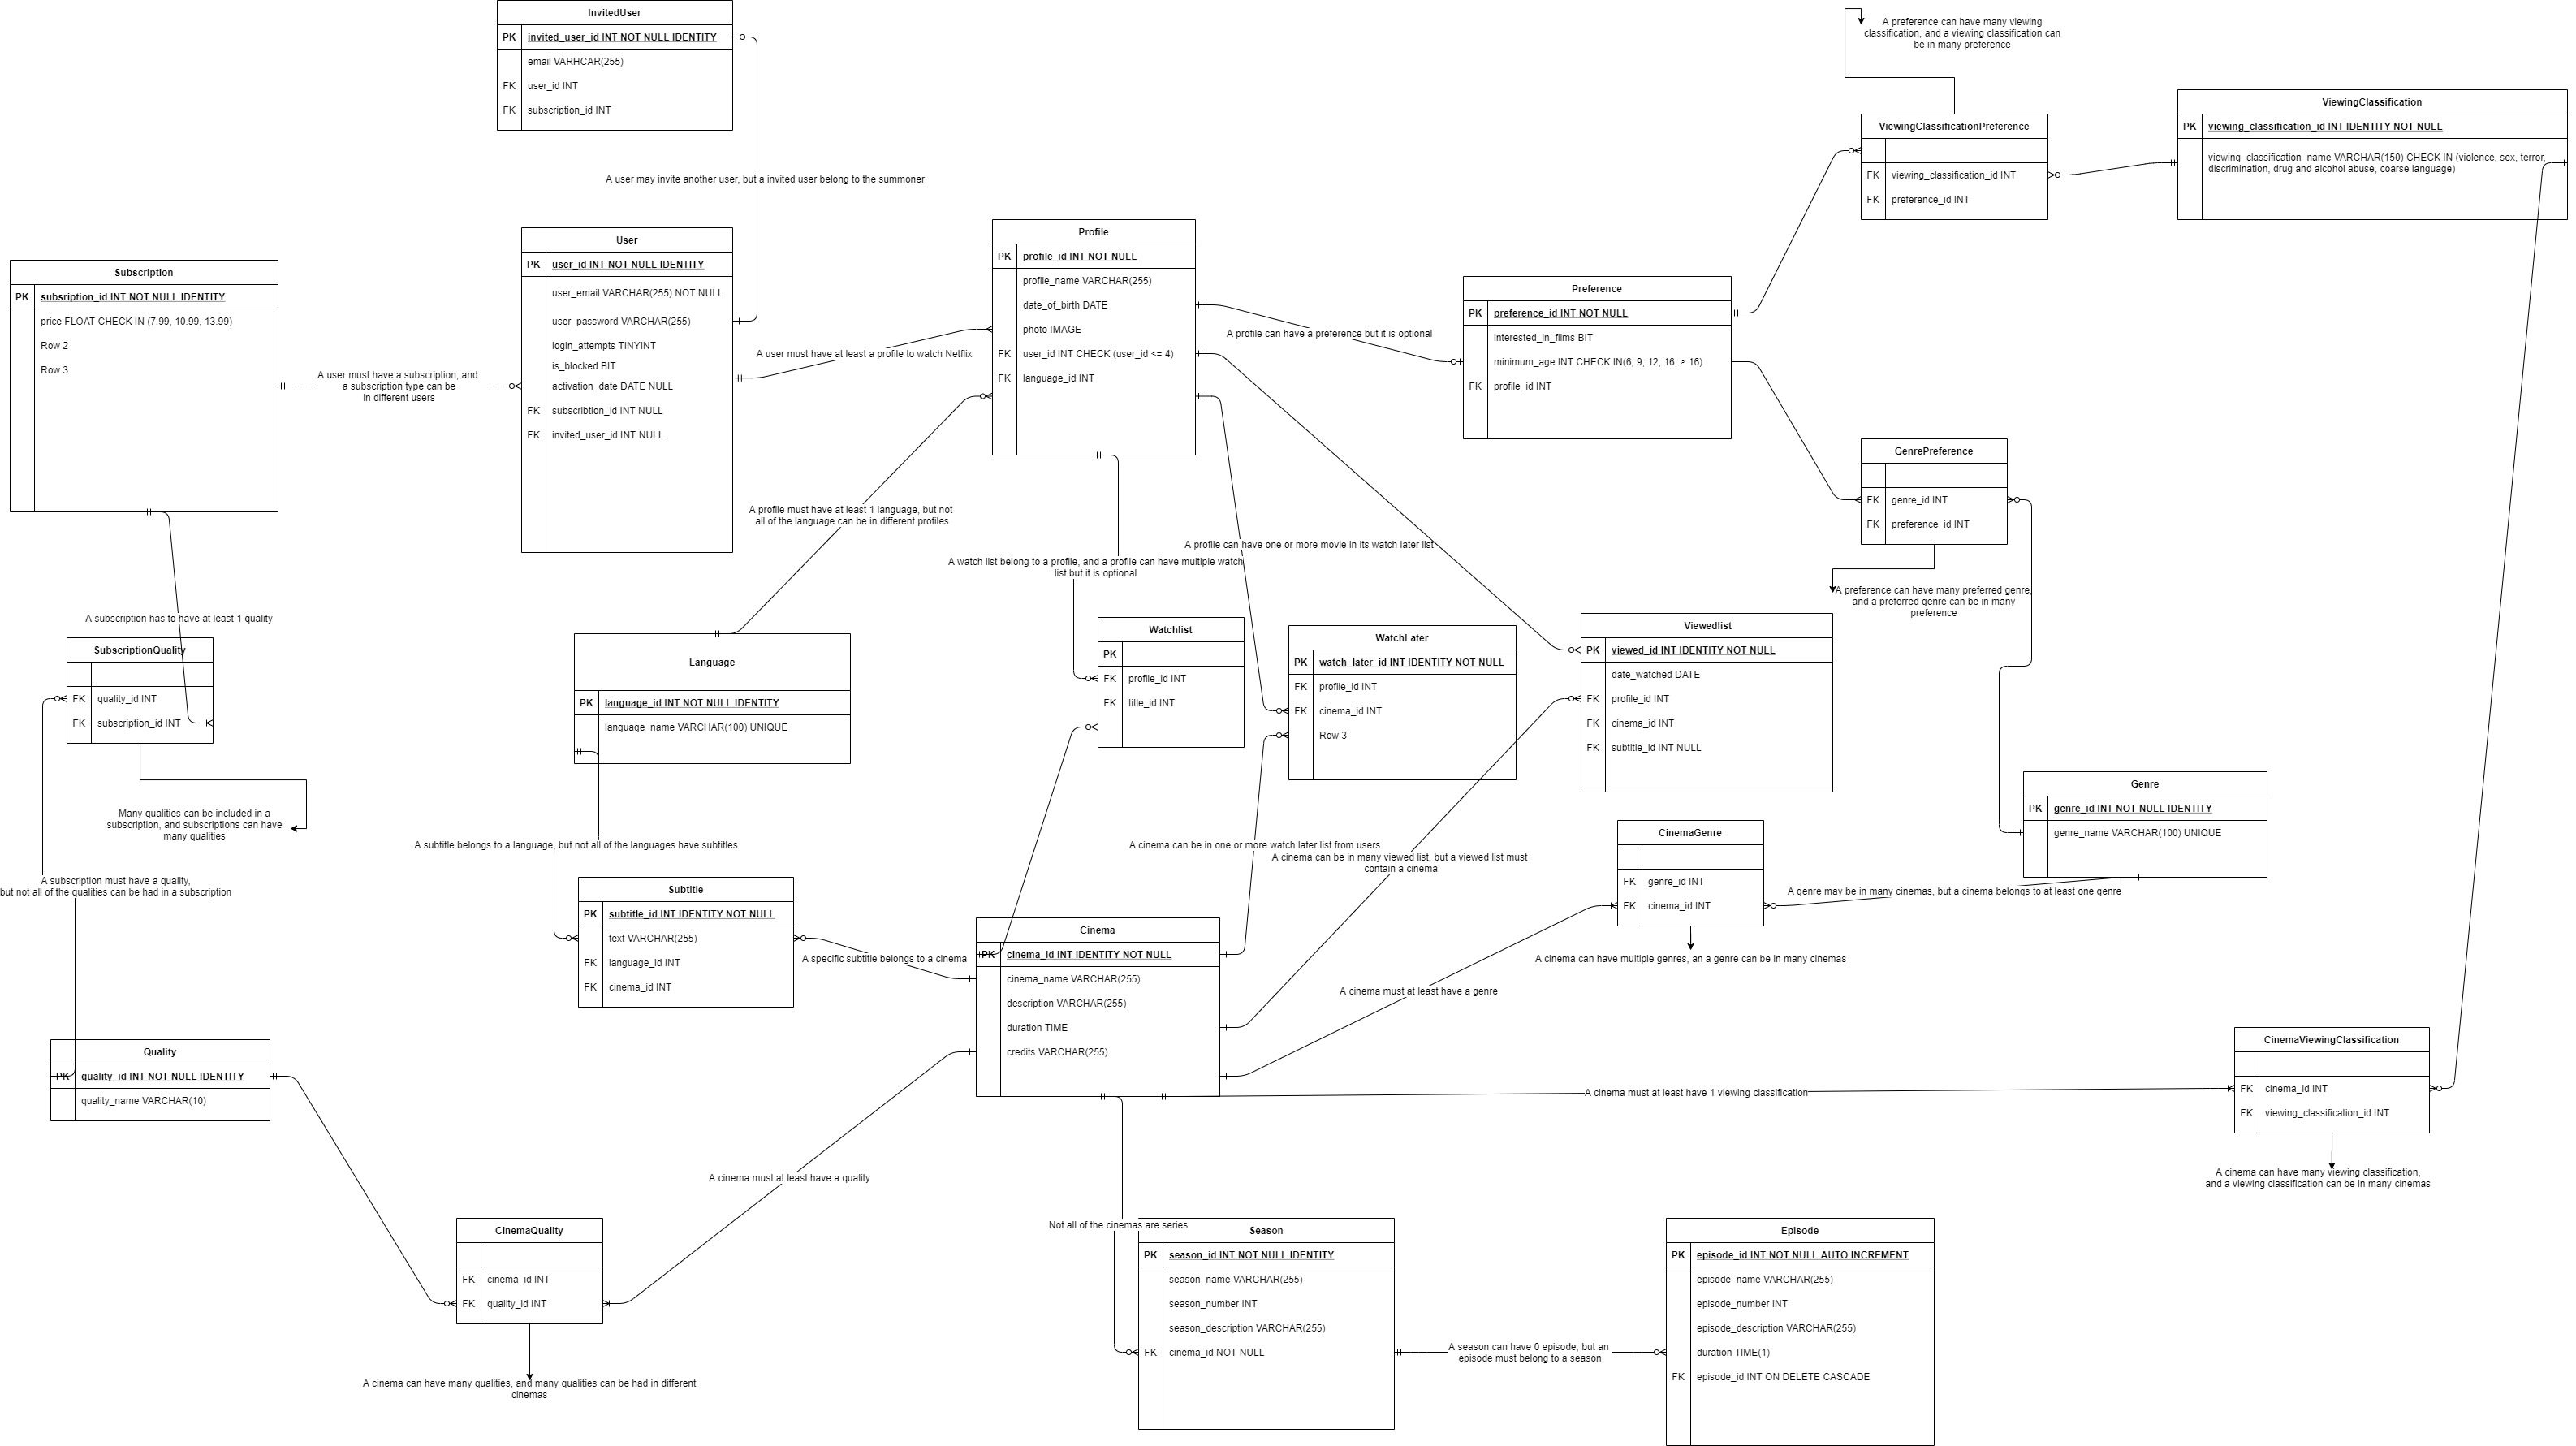 InvitedUser
PK invited_user_id INT NOT NULL IDENTITY
email VARHCAR(255)
FK user_id INT
FK subscription_id INT
A user may invite another user, but a invited user belong to the summoner
A preference can have many viewing
classification, and a viewing classification can
be in many preference
ViewingClassificationPreference
FK viewing_classification_id INT
FK preference_id INT
ViewingClassification
PK viewing_classification_id INT IDENTITY NOT NULL
viewing_classification_name VARCHAR(150) CHECK IN (violence, sex, terror,
discrimination, drug and alcohol abuse, coarse language)
Subscription
PK subsription_id INT NOT NULL IDENTITY
price FLOAT CHECK IN (7.99, 10.99, 13.99)
Row 2
Row 3
A user must have a subscription, and
a subscription type can be
in different users
User
PK user_id INT NOT NULL IDENTITY
user_email VARCHAR(255) NOT NULL
user_password VARCHAR(255)
login_attempts TINYINT
is_blocked BIT
activation_date DATE NULL
FK subscribtion_id INT NULL
FK invited_user_id INT NULL
A user must have at least a profile to watch Netflix
Profile
PK profile_id INT NOT NULL
profile_name VARCHAR(255)
date_of_birth DATE
photo IMAGE
FK user_id INT CHECK (user_id <= 4)
FK language_id INT
A profile can have a preference but it is optional
Preference
PK preference_id INT NOT NULL
interested_in_films BIT
minimum_age INT CHECK IN(6, 9, 12, 16, > 16)
FK profile_id INT
GenrePreference
FK genre_id INT
FK preference_id INT
A preference can have many preferred genre,
and a preferred genre can be in many
preference
A profile must have at least 1 language, but not
all of the language can be in different profiles
A watch list belong to a profile, and a profile can have multiple watch
list but it is optional
A profile can have one or more movie in its watch later list
A subscription has to have at least 1 quality
SubscriptionQuality
FK quality_id INT
FK subscription_id INT
Many qualities can be included in a
subscription, and subscriptions can have
many qualities
Language
PK language_id INT NOT NULL IDENTITY
language_name VARCHAR(100) UNIQUE
Watchlist
PK
FK profile_id INT
FK title_id INT
WatchLater
PK watch_later_id INT IDENTITY NOT NULL
FK profile_id INT
FK cinema_id INT
Row 3
Viewedlist
PK viewed_id INT IDENTITY NOT NULL
date_watched DATE
FK profile_id INT
FK cinema_id INT
FK subtitle_id INT NULL
Genre
PK genre_id INT NOT NULL IDENTITY
genre_name VARCHAR(100) UNIQUE
A subtitle belongs to a language, but not all of the languages have subtitles
A cinema can be in one or more watch later list from users
A cinema can be in many viewed list, but a viewed list must
contain a cinema
CinemaGenre
FK genre_id INT
FK cinema_id INT
A genre may be in many cinemas, but a cinema belongs to at least one genre
A cinema can have multiple genres, an a genre can be in many cinemas
A subscription must have a quality,
but not all of the qualities can be had in a subscription
Subtitle
PK subtitle_id INT IDENTITY NOT NULL
text VARCHAR(255)
FK language_id INT
FK cinema_id INT
A specific subtitle belongs to a cinema
Cinema
PK cinema_id INT IDENTITY NOT NULL
cinema_name VARCHAR(255)
description VARCHAR(255)
duration TIME
credits VARCHAR(255)
A cinema must at least have a genre
Quality
PK quality_id INT NOT NULL IDENTITY
quality_name VARCHAR(10)
A cinema must at least have 1 viewing classification
CinemaViewingClassification
FK cinema_id INT
FK viewing_classification_id INT
A cinema can have many viewing classification,
and a viewing classification can be in many cinemas
A cinema must at least have a quality
CinemaQuality
FK cinema_id INT
FK quality_id INT
A cinema can have many qualities, and many qualities can be had in different
cinemas
Not all of the cinemas are series
Season
PK season_id INT NOT NULL IDENTITY
season_name VARCHAR(255)
season_number INT
season_description VARCHAR(255)
FK cinema_id NOT NULL
A season can have 0 episode, but an
episode must belong to a season
Episode
PK episode_id INT NOT NULL AUTO INCREMENT
episode_name VARCHAR(255)
episode_number INT
episode_description VARCHAR(255)
duration TIME(1)
FK episode_id INT ON DELETE CASCADE